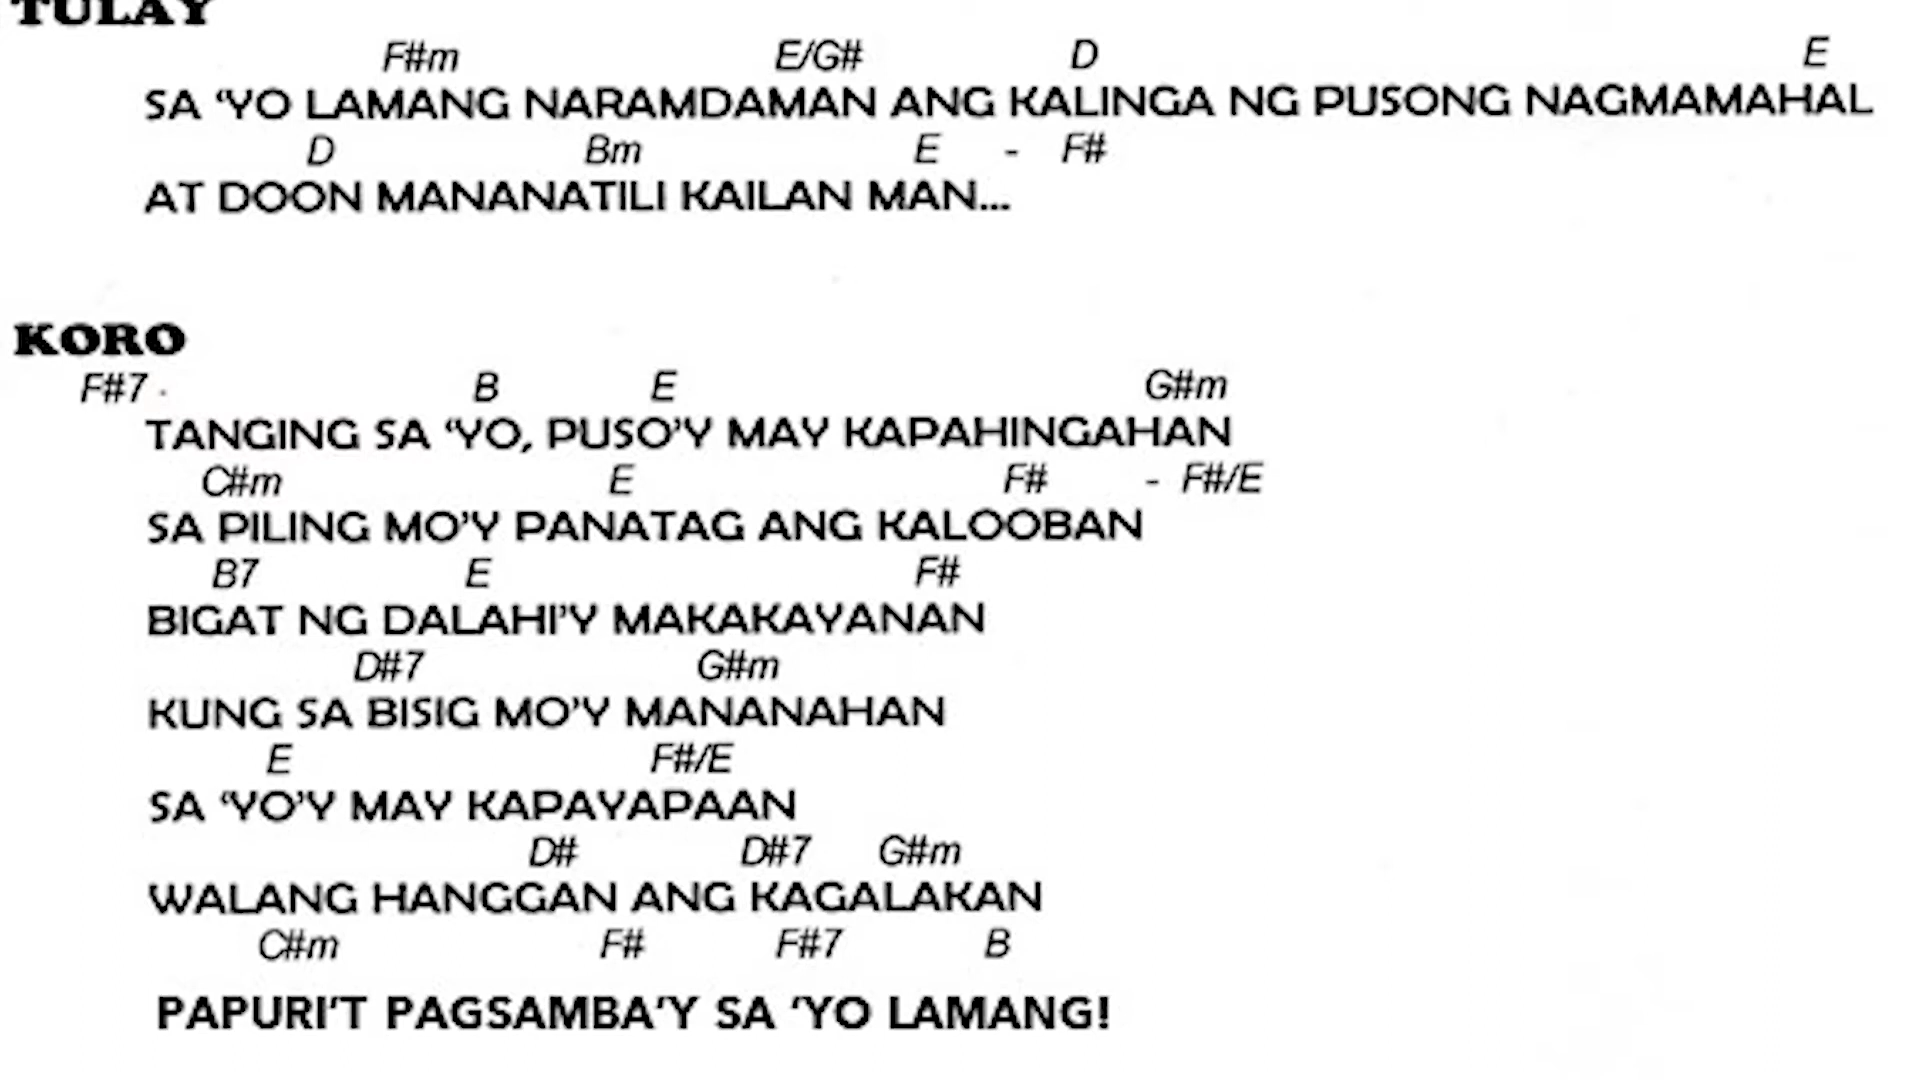 TULAY
F#m E/G# D E
SA ‘YO LAMANG NARAMDAMAN ANG KALINGA NG PUSONG NAGMAMAHAL
D Bm E - F#
AT DOON MANANATILI KAILAN MAN...
KORO
F#7 B E G#m
TANGING SA ‘YO, PUSO’Y MAY KAPAHINGAHAN
C#m E F# - F#/E
SA PILING MO’Y PANATAG ANG KALOOBAN
B7 E F#
BIGAT NG DALAHI’Y MAKAKAYANAN
D#7 G#m
KUNG SA BISIG MO’Y MANANAHAN
E F#/E
SA ‘YO’Y MAY KAPAYAPAAN
D# D#7 G#m
WALANG HANGGAN ANG KAGALAKAN
C#m F# F#7 B
PAPURI’T PAGSAMBA’Y SA ‘YO LAMANG!